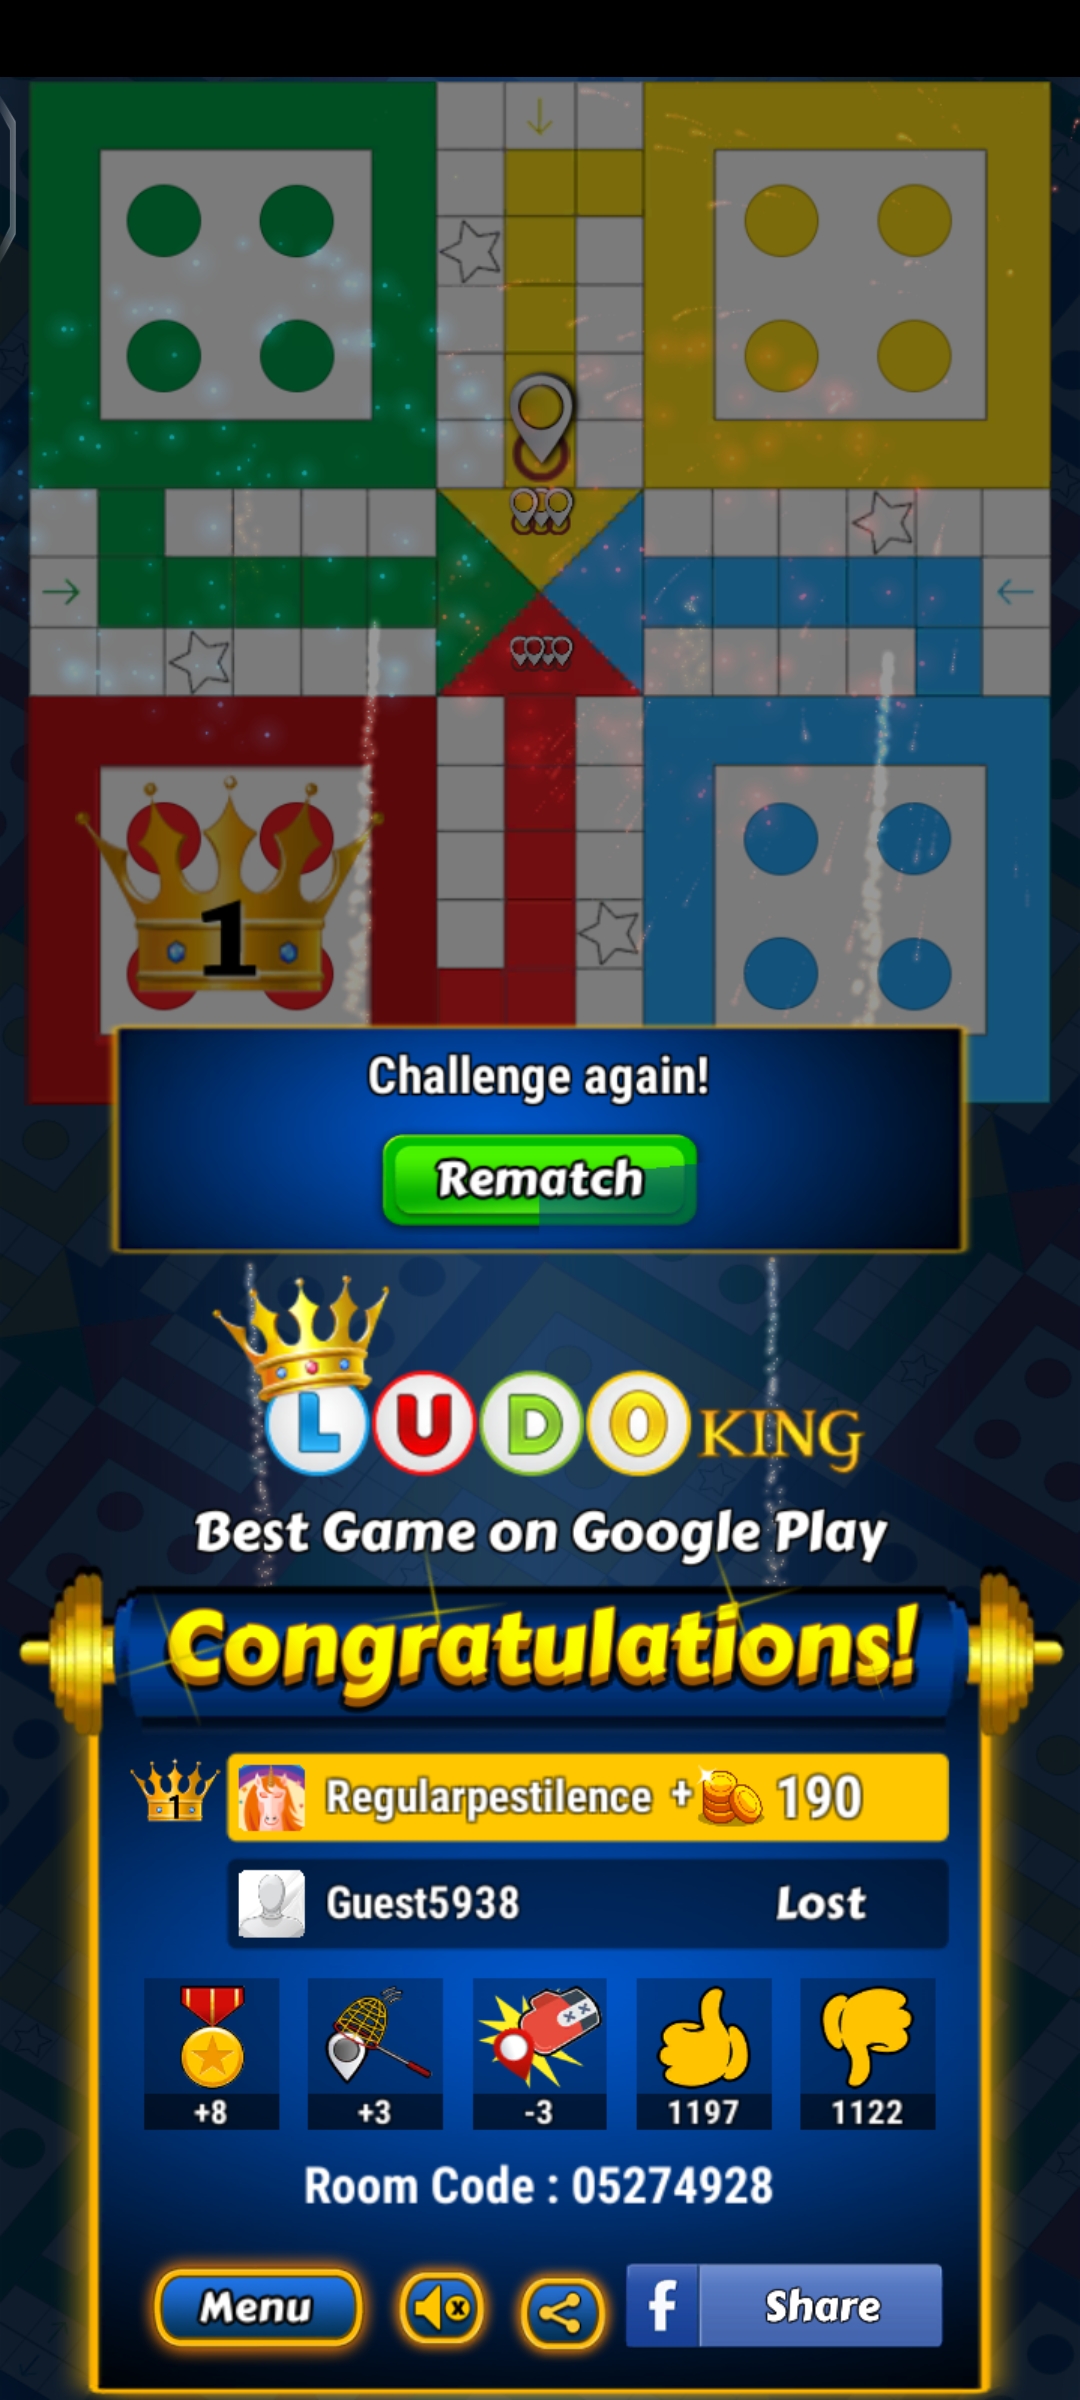 1
Challenge again!
Rematch
LUDO KING
Best Game on Google Play
Congratulations!
1 Regularpestilence + 190
Guest5938 Lost
+8 +3 -3 1197 1122
Room Code : 05274928
Menu x f Share